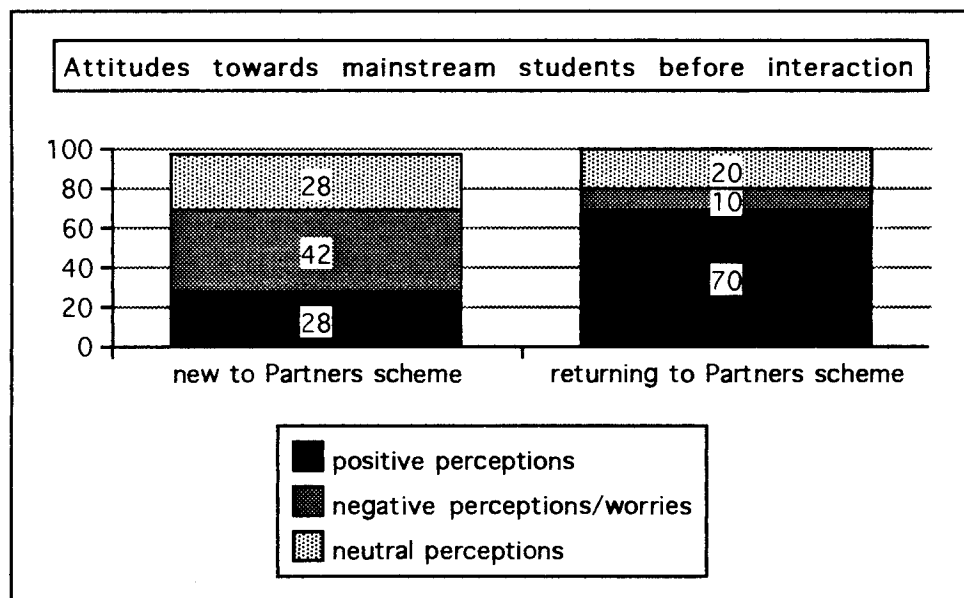 Attitudes towards mainstream students before interaction
100
80
60
40
20
0
28
42
28
20
10
70
new to Partners scheme
returning to Partners scheme
positive perceptions
negative perceptions/worries
neutral perceptions